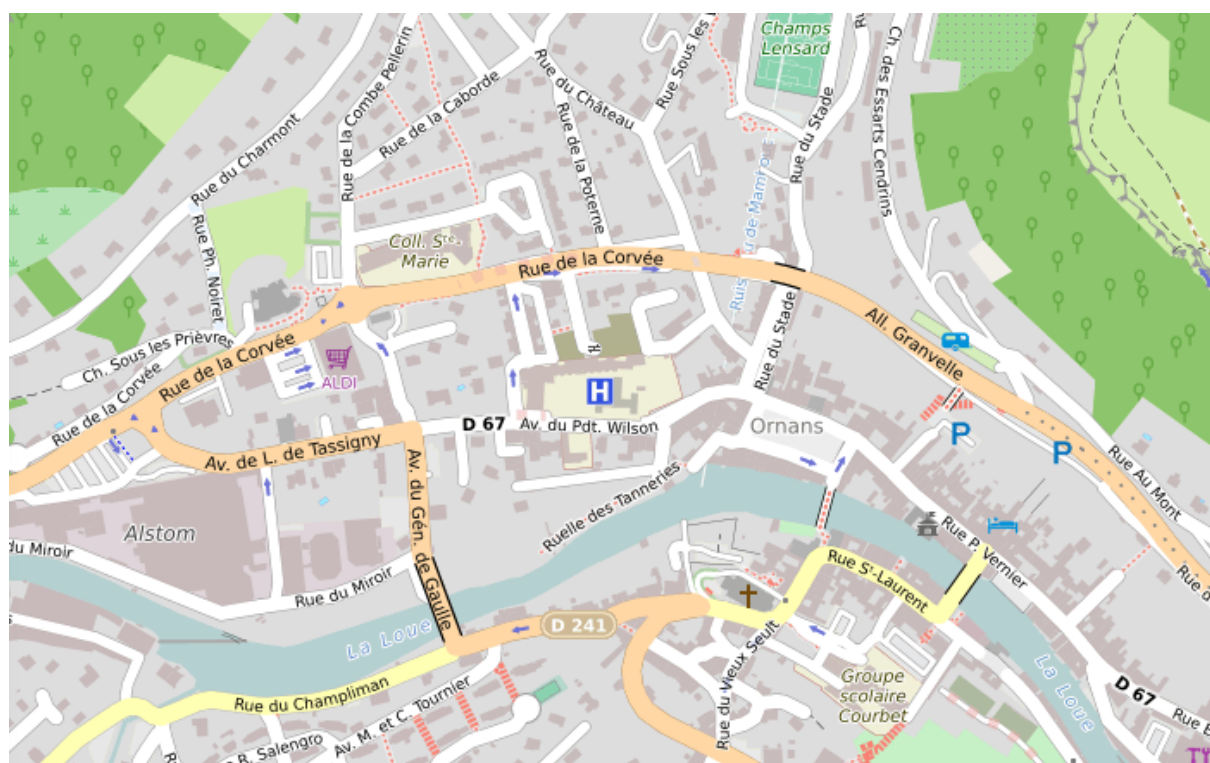 Champs
Lensard
Rue Sous les
Ch. des Essarts Cendrins
Rue de la Combe Pellerin
Rue de la Caborde
Rue du Château
Rue de la Poterne
Rue du Stade
Rue du Charmont
Rue Ph. Noiret
Coll. Sᵗᵉ-
Marie
Rue de la Corvée
Rue du Stade
All. Granvelle
Ch. Sous les Prièvres
Rue de la Corvée
Rue de la Corvée
ALDI
H
D 67
Av. du Pdt. Wilson
Ornans
P
P
Rue Au Mont
Av. de L. de Tassigny
Av. du Gén. de Gaulle
Ruelle des Tanneries
Alstom
du Miroir
Rue du Miroir
Rue P. Vernier
Rue Sᵗ-Laurent
La Loue
D 241
Rue du Champliman
Av. M. et C. Tournier
R. Salengro
Rue du Vieux Seult
Groupe
scolaire
Courbet
La Loue
D 67